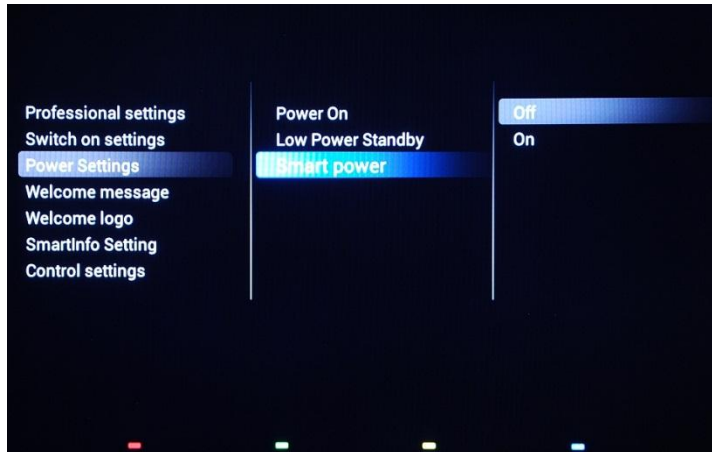 Professional settings
Switch on settings
Power Settings
Welcome message
Welcome logo
SmartInfo Setting
Control settings
Power On
Low Power Standby
Smart power
Off
On